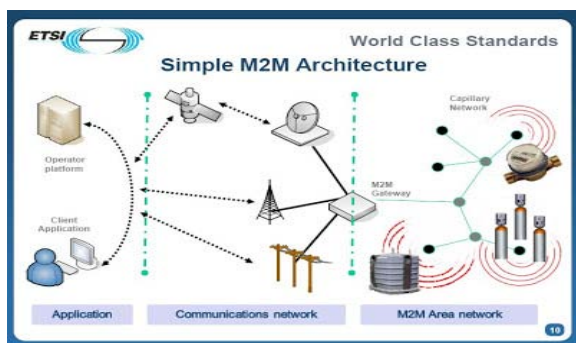 ETSI
World Class Standards
Simple M2M Architecture
Operator
platform
Client
Application
M2M
Gateway
Capillary
Network
Application
Communications network
M2M Area network
10